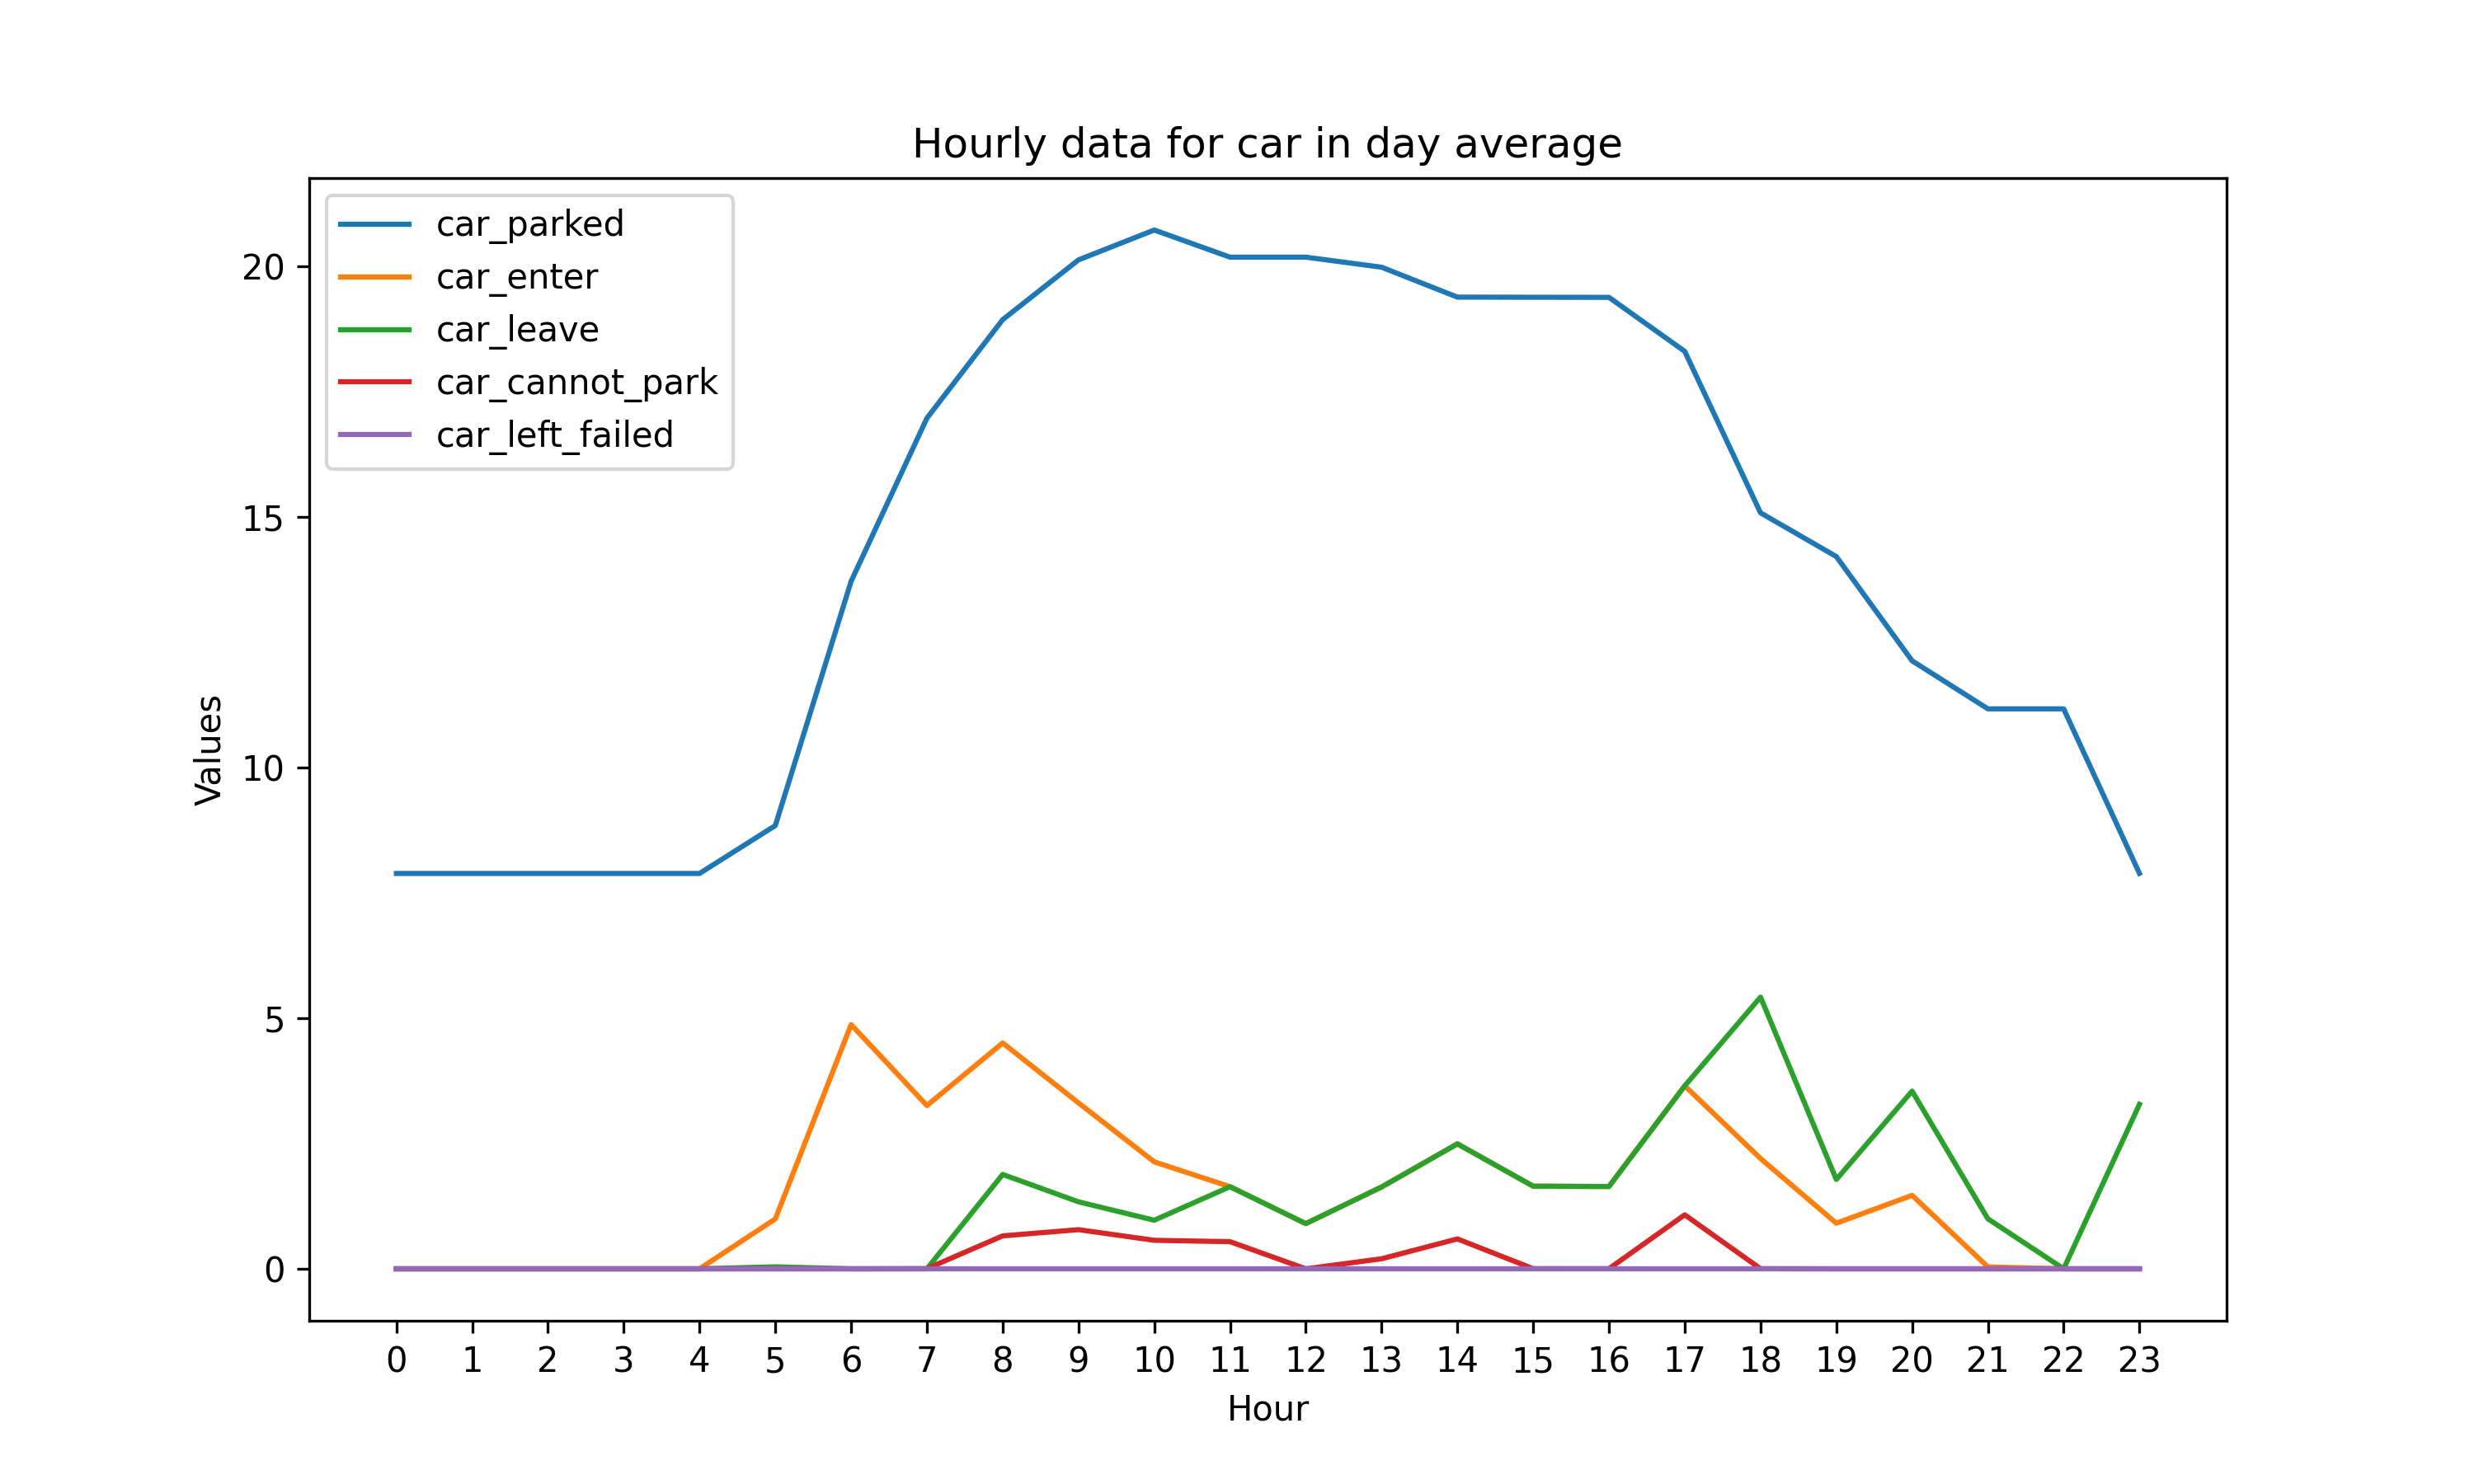 Hourly data for car in day average
car_parked
car_enter
car_leave
car_cannot_park
car_left_failed
20
15
10
5
0
Values
0 1 2 3 4 5 6 7 8 9 10 11 12 13 14 15 16 17 18 19 20 21 22 23
Hour